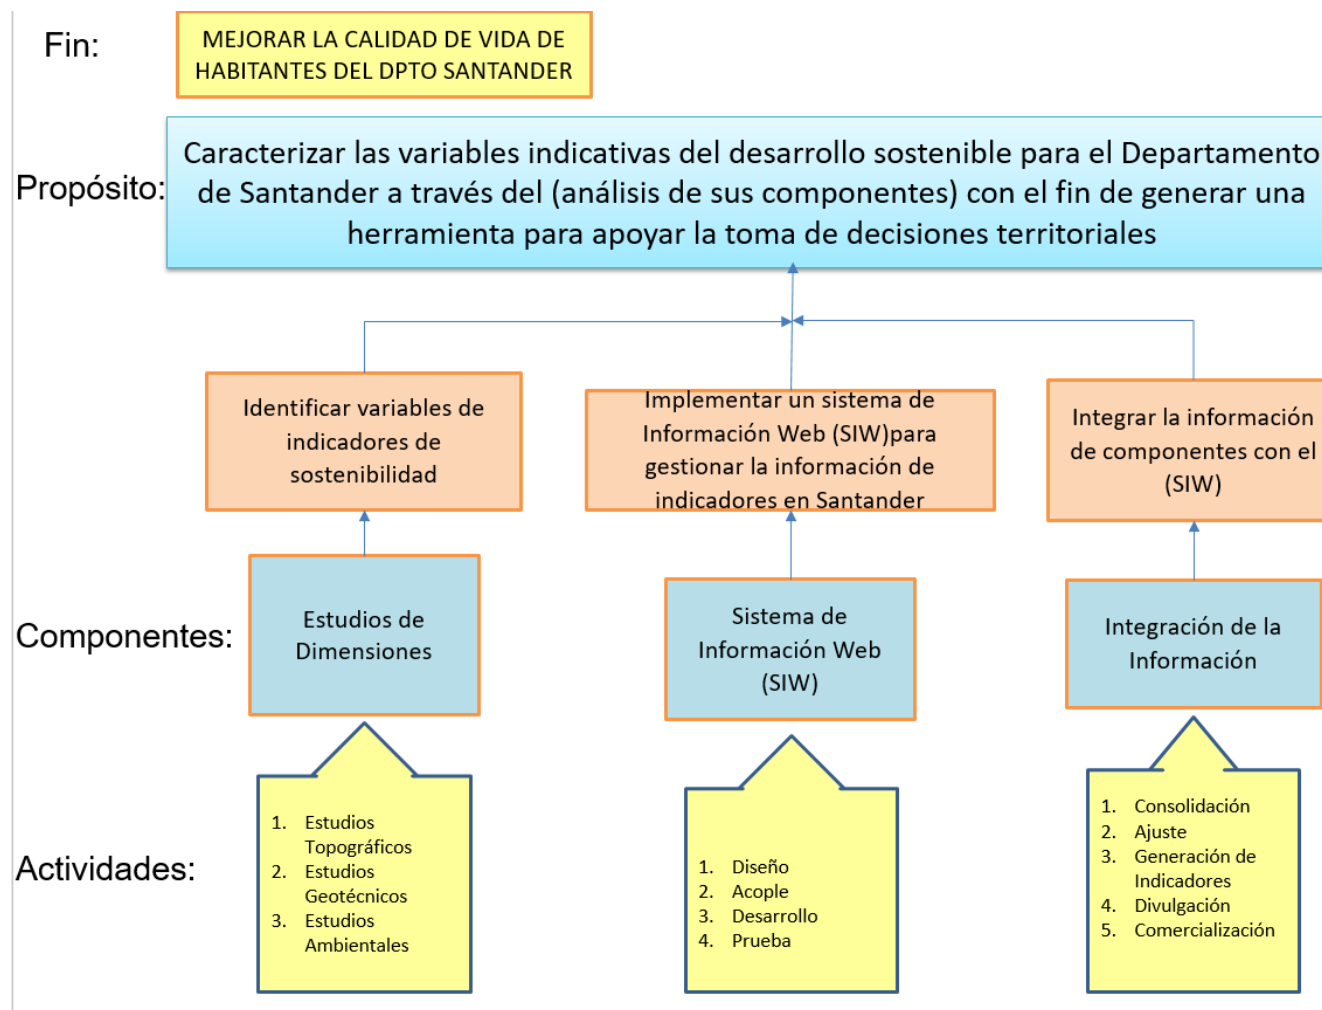 Fin:
MEJORAR LA CALIDAD DE VIDA DE
HABITANTES DEL DPTO SANTANDER
Propósito:
Caracterizar las variables indicativas del desarrollo sostenible para el Departamento
de Santander a través del (análisis de sus componentes) con el fin de generar una
herramienta para apoyar la toma de decisiones territoriales
Identificar variables de
indicadores de
sostenibilidad
Implementar un sistema de
Información Web (SIW)para
gestionar la información de
indicadores en Santander
Integrar la información
de componentes con el
(SIW)
Componentes:
Estudios de
Dimensiones
Sistema de
Información Web
(SIW)
Integración de la
Información
Actividades:
1. Estudios
Topográficos
2. Estudios
Geotécnicos
3. Estudios
Ambientales
1. Diseño
2. Acople
3. Desarrollo
4. Prueba
1. Consolidación
2. Ajuste
3. Generación de
Indicadores
4. Divulgación
5. Comercialización